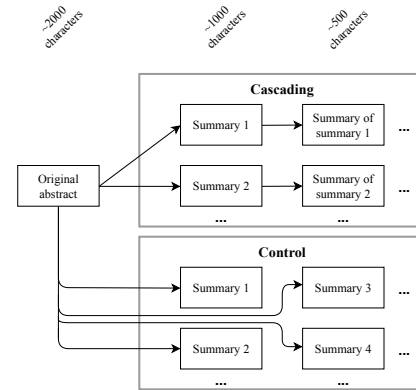 ~2000
characters
~1000
characters
~500
characters
Cascading
Summary 1
Summary of
summary 1
...
Original
abstract
Summary 2
Summary of
summary 2
...
...
...
Control
Summary 1
Summary 3
...
Summary 2
Summary 4
...
...
...